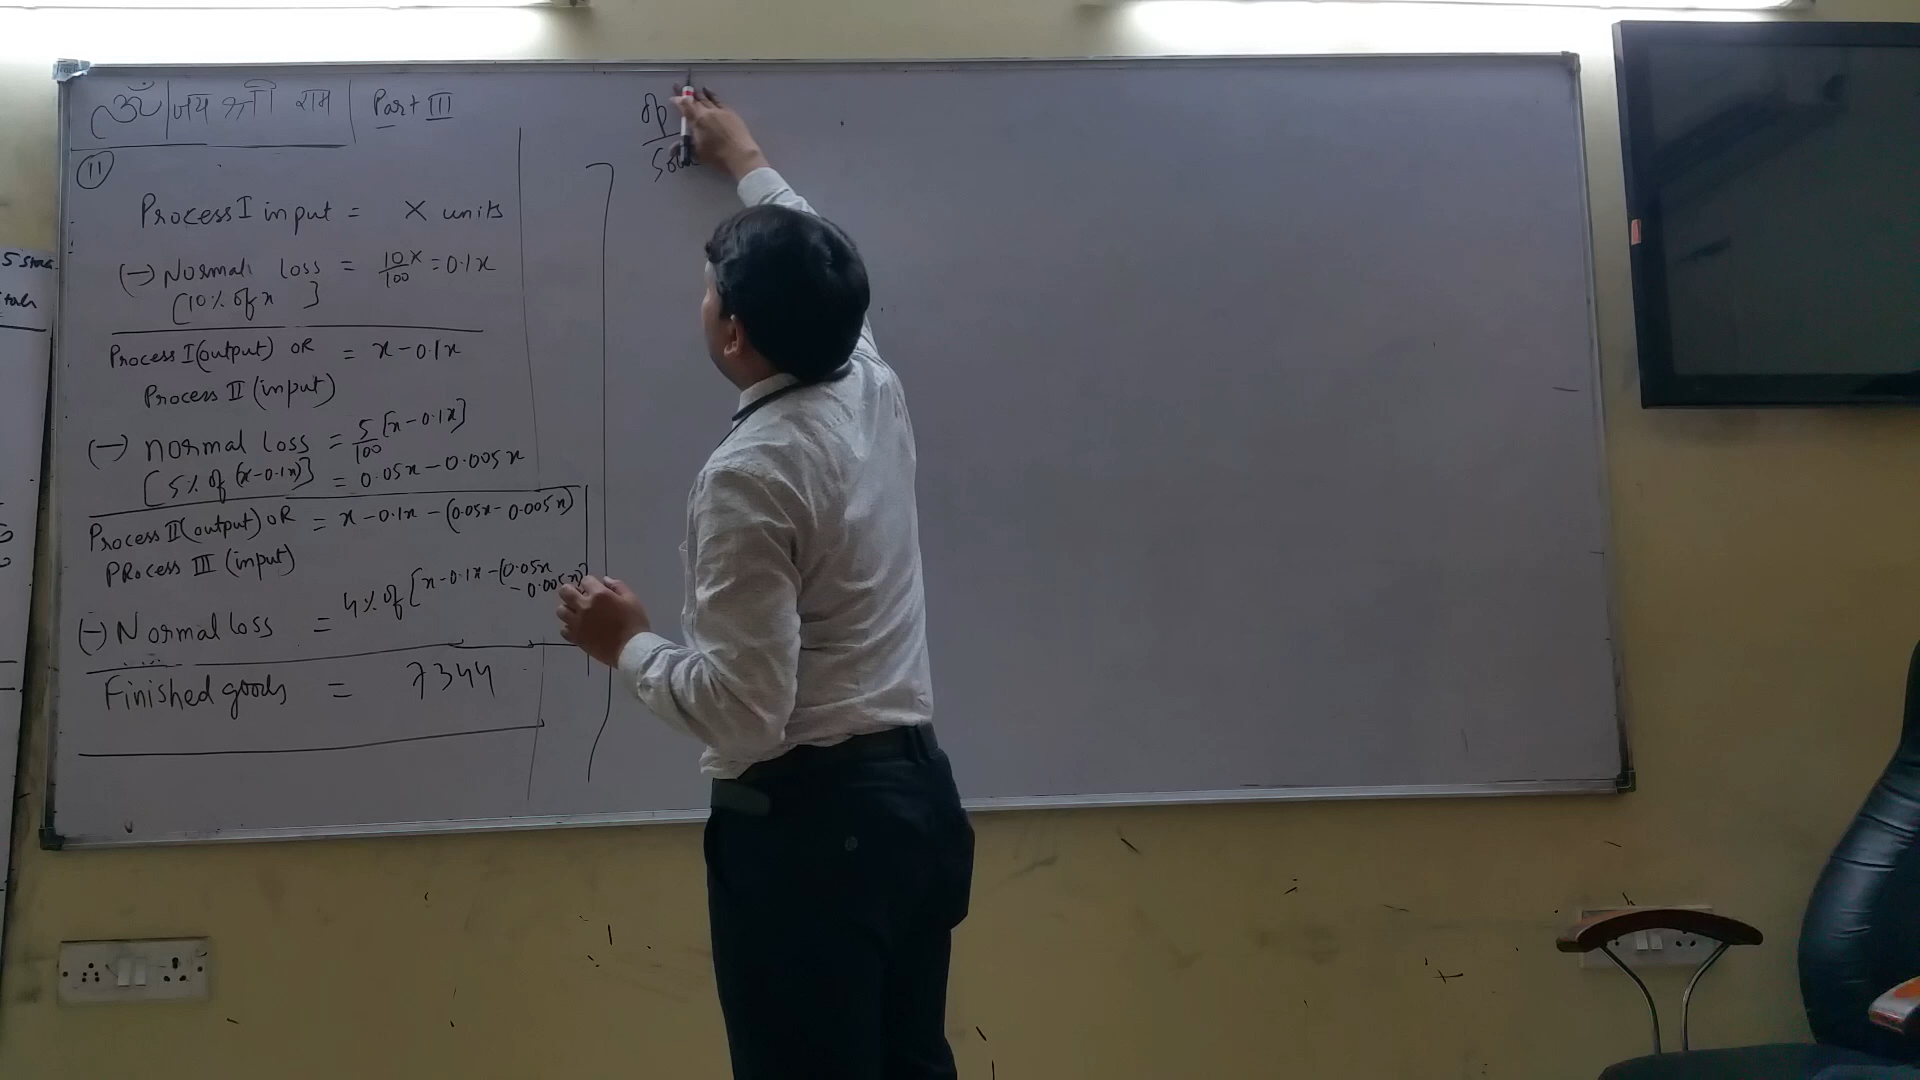 ॐ|जय श्री राम| Part III
11
Process I input = X units
(-) Normal loss = 10x/100 = 0.1x
[10% of x ]
Process I (output) OR = x - 0.1x
Process II (input)
(-) Normal Loss = 5/100 [x - 0.1x]
[5% of (x-0.1x)] = 0.05x - 0.005x
Process II (output) OR = x - 0.1x - (0.05x - 0.005x)
PROcess III (input)
(-) Normal loss = 4% of [x - 0.1x - (0.05x - 0.005x)]
Finished goods = 7344
5 Stock